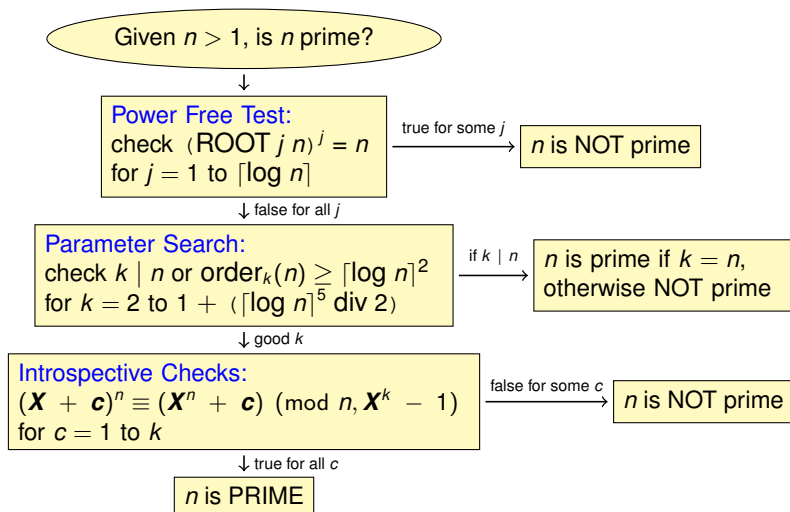 Given n > 1, is n prime?
Power Free Test:
check (ROOT j n)^j = n
for j = 1 to ⌈log n⌉
true for some j
n is NOT prime
false for all j
Parameter Search:
check k | n or order_k(n) ≥ ⌈log n⌉^2
for k = 2 to 1 + (⌈log n⌉^5 div 2)
if k | n
n is prime if k = n,
otherwise NOT prime
good k
Introspective Checks:
(X + c)^n ≡ (X^n + c) (mod n, X^k − 1)
for c = 1 to k
false for some c
n is NOT prime
true for all c
n is PRIME